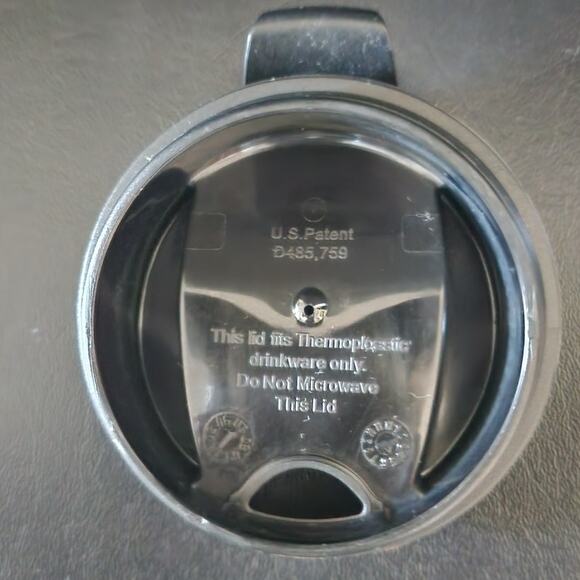 U.S.Patent
D485,759
This lid fits Thermoplastic
drinkware only.
Do Not Microwave
This Lid